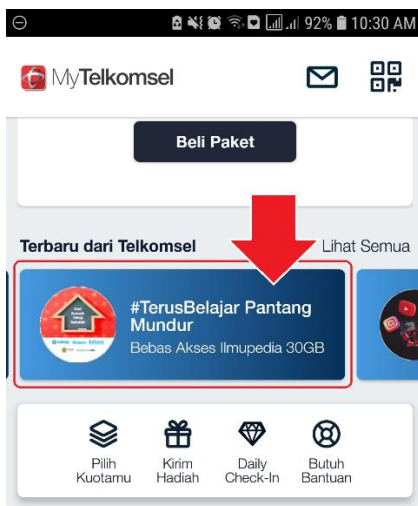 92% 10:30 AM
MyTelkomsel
Beli Paket
Terbaru dari Telkomsel
Lihat Semua
#TerusBelajar Pantang
Mundur
Bebas Akses Ilmupedia 30GB
Pilih
Kuotamu
Kirim
Hadiah
Daily
Check-In
Butuh
Bantuan